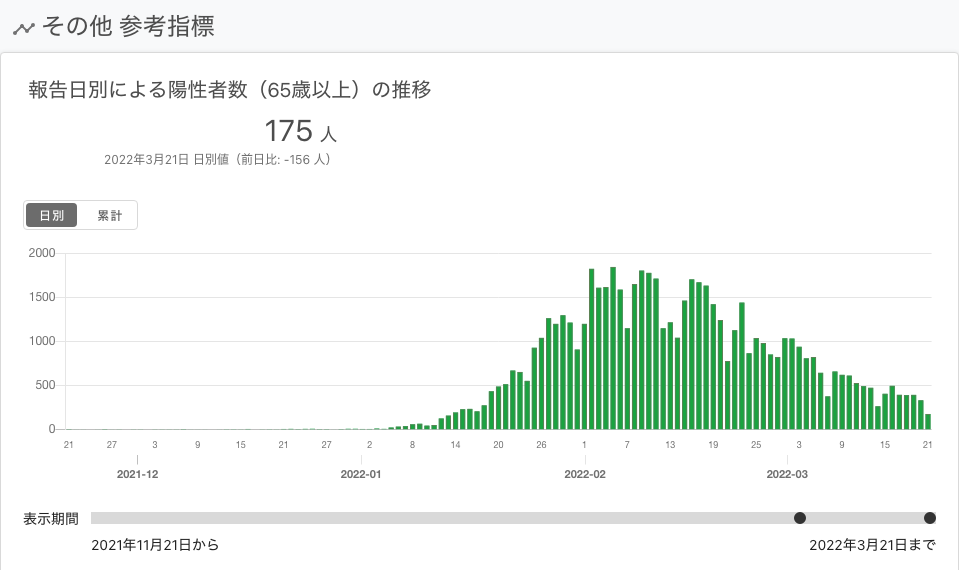 その他 参考指標
報告日別による陽性者数（65歳以上）の推移
175 人
2022年3月21日 日別値（前日比: -156 人）
日別 累計
2000
1500
1000
500
0
21 27 3 9 15 21 27 2 8 14 20 26 1 7 13 19 25 3 9 15 21
2021-12 2022-01 2022-02 2022-03
表示期間
2021年11月21日から 2022年3月21日まで